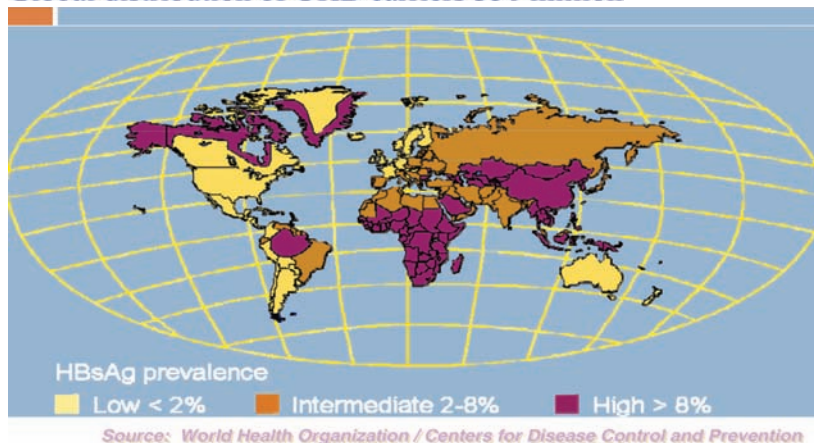 HBsAg prevalence
Low < 2% Intermediate 2-8% High > 8%
Source: World Health Organization / Centers for Disease Control and Prevention